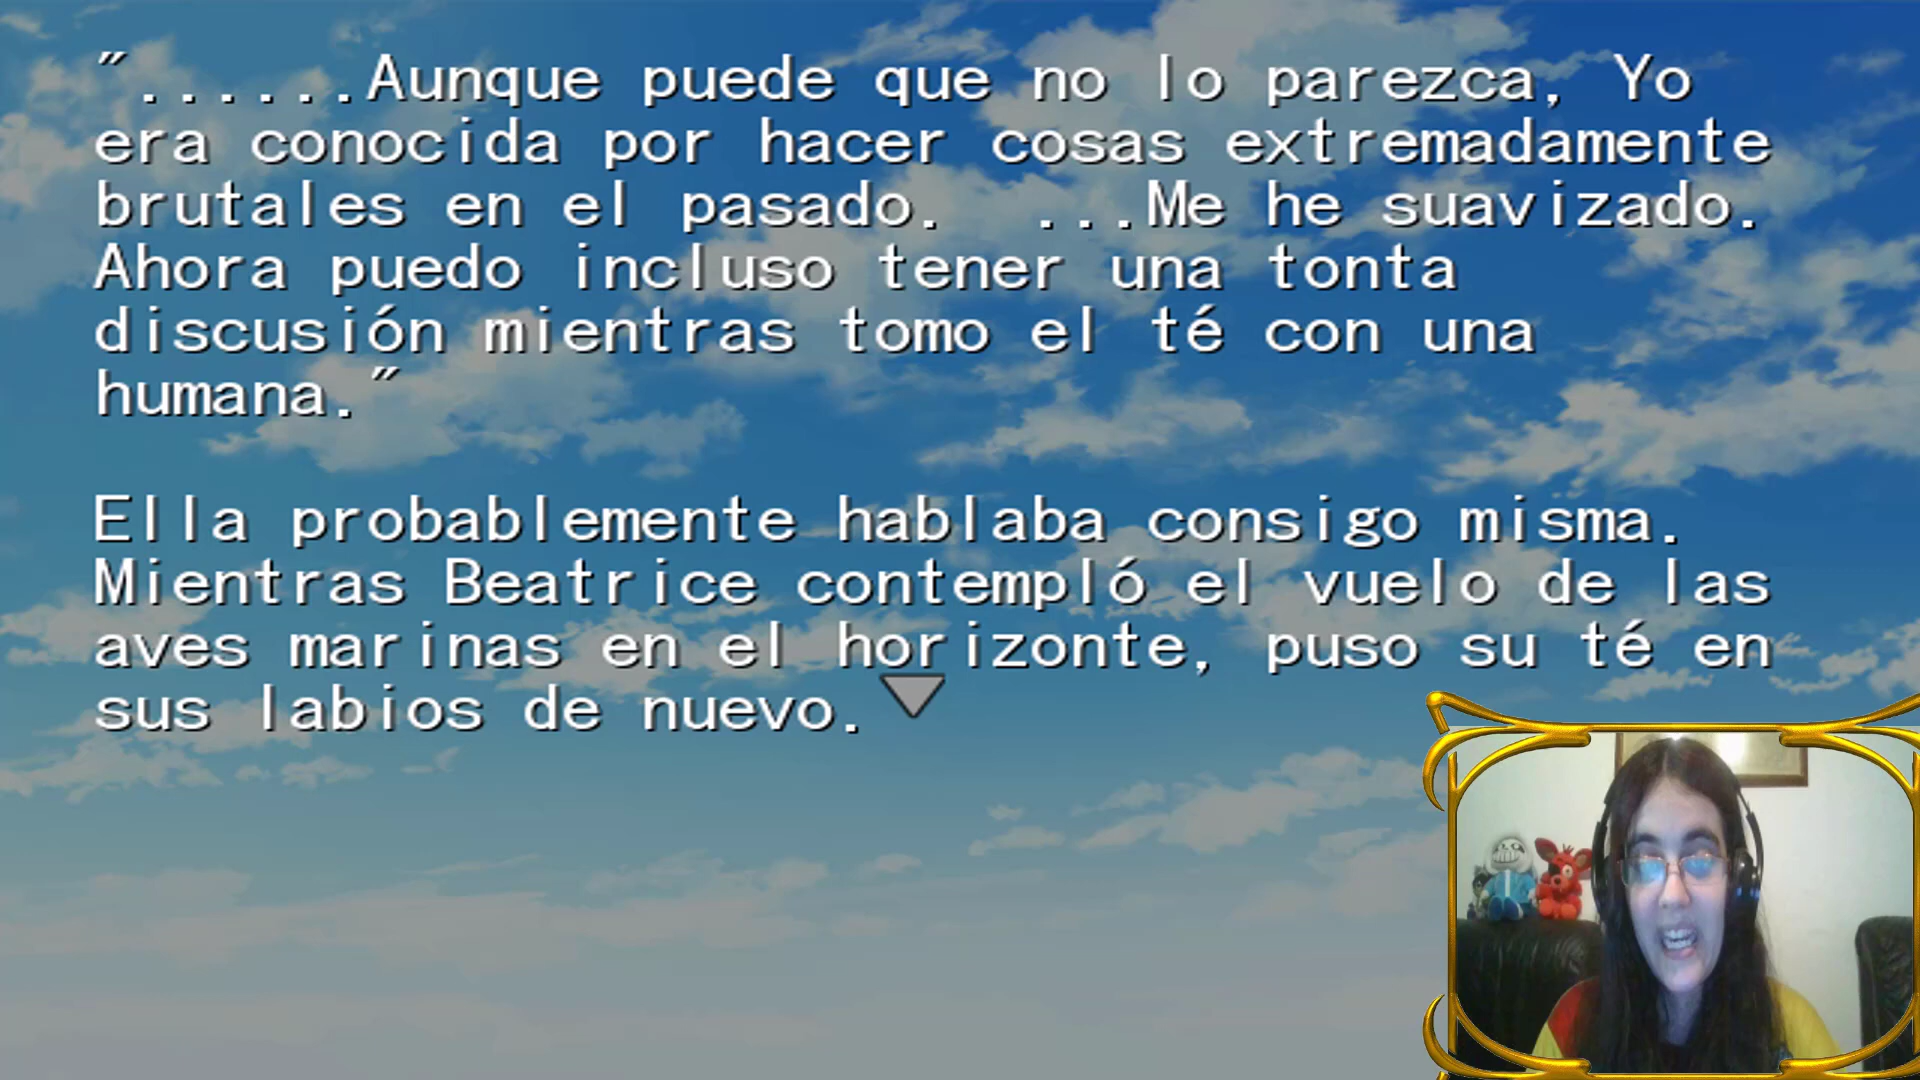 "......Aunque puede que no lo parezca, Yo
era conocida por hacer cosas extremadamente
brutales en el pasado.  ...Me he suavizado.
Ahora puedo incluso tener una tonta
discusión mientras tomo el té con una
humana."
Ella probablemente hablaba consigo misma.
Mientras Beatrice contempló el vuelo de las
aves marinas en el horizonte, puso su té en
sus labios de nuevo.